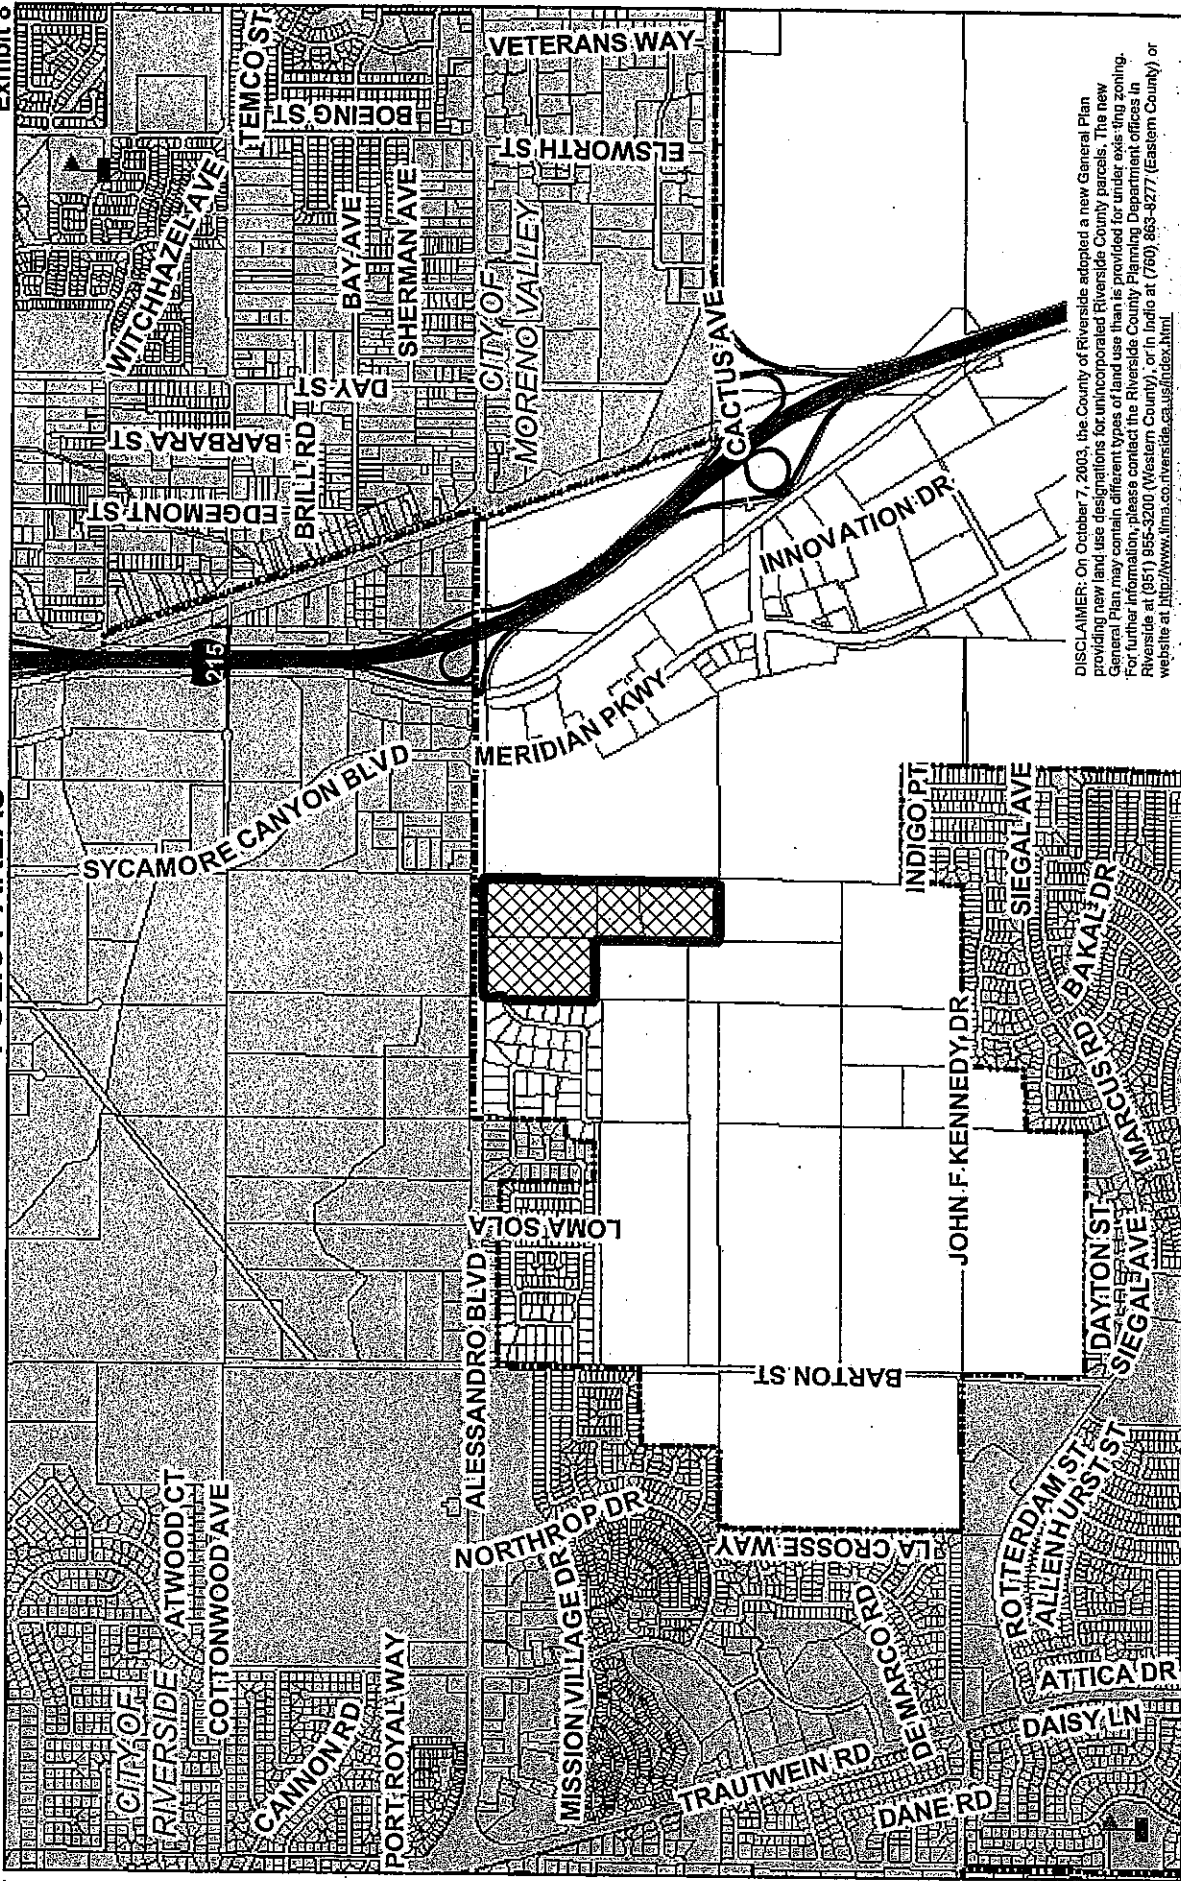 Exhibit 8
VETERANS WAY
TEMCO ST
BOEING ST
ELSWORTH ST
WITCHHAZEL AVE
BAY AVE
SHERMAN AVE
CITY OF
MORENO VALLEY
DAY ST
BARBARA ST
BRILL RD
EDGEMONT ST
CACTUS AVE
INNOVATION DR
215
MERIDIAN PKWY
SYCAMORE CANYON BLVD
INDIGO PT
SIEGAL AVE
BAKAL DR
MARCUS RD
JOHN F KENNEDY DR
LOMA SOLA
ALESSANDRO BLVD
DAYTON ST
SIEGAL AVE
BARTON ST
ATWOOD CT
COTTONWOOD AVE
NORTHROP DR
LA CROSSE WAY
ROTTERDAM ST
ALLENHURST ST
CITY OF
RIVERSIDE
CANNON RD
PORT ROYAL WAY
MISSION VILLAGE DR
DE MARCO RD
TRAUTWEIN RD
ATTICA DR
DAISY LN
DANE RD
DISCLAIMER: On October 7, 2003, the County of Riverside adopted a new General Plan
providing new land use designations for unincorporated Riverside County parcels. The new
General Plan may contain different types of land use than is provided for under existing zoning.
For further information, please contact the Riverside County Planning Department offices in
Riverside at (951) 955-3200 (Western County), or in Indio at (760) 863-8277 (Eastern County) or
website at http://www.tlma.co.riverside.ca.us/index.html